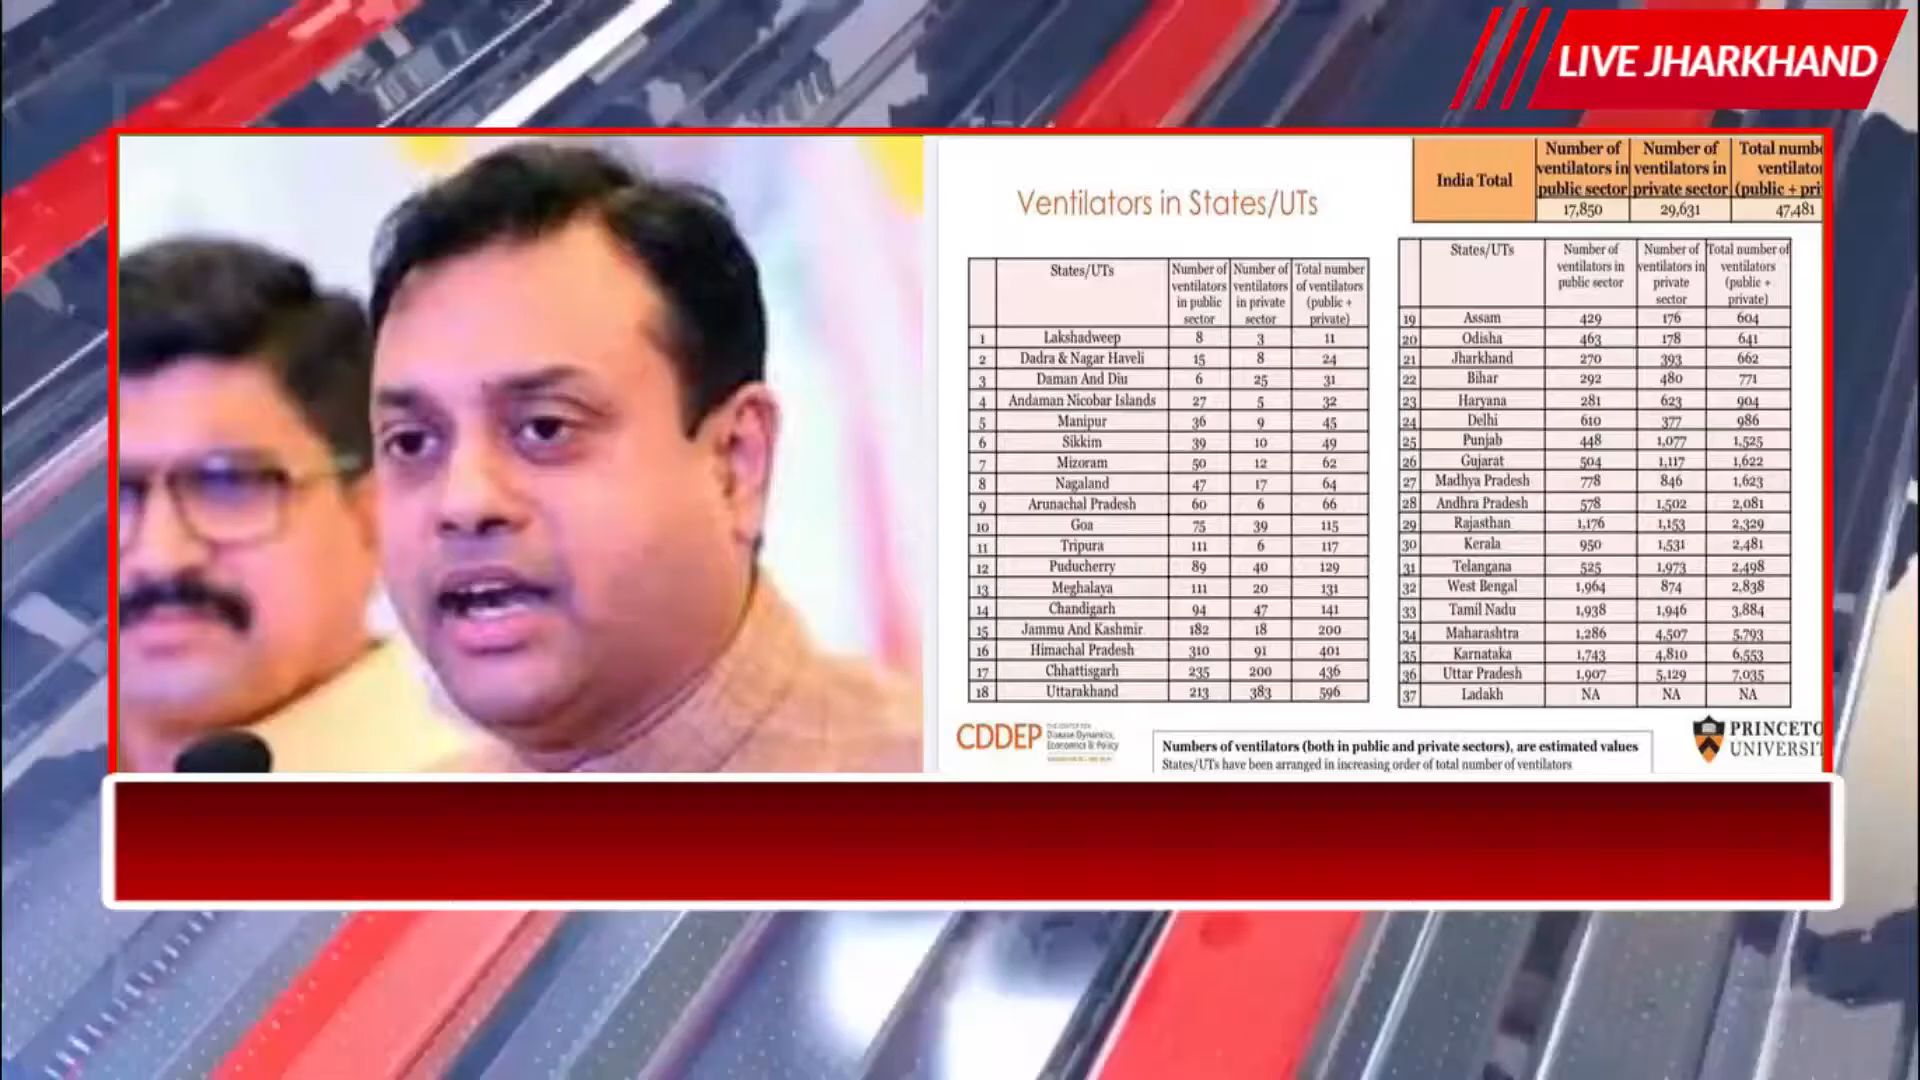 LIVE JHARKHAND
Ventilators in States/UTs
India Total
Number of ventilators in public sector
Number of ventilators in private sector
Total numbe
ventilator
(public + pri
17,850 29,631 47,481
States/UTs
Number of ventilators in public sector
Number of ventilators in private sector
Total number of ventilators (public + private)
1 Lakshadweep 8 3 11
2 Dadra & Nagar Haveli 15 8 24
3 Daman And Diu 6 25 31
4 Andaman Nicobar Islands 27 5 32
5 Manipur 36 9 45
6 Sikkim 39 10 49
7 Mizoram 50 12 62
8 Nagaland 47 17 64
9 Arunachal Pradesh 60 6 66
10 Goa 75 39 115
11 Tripura 111 6 117
12 Puducherry 89 40 129
13 Meghalaya 111 20 131
14 Chandigarh 94 47 141
15 Jammu And Kashmir 182 18 200
16 Himachal Pradesh 310 91 401
17 Chhattisgarh 235 200 436
18 Uttarakhand 213 383 596
States/UTs
Number of ventilators in public sector
Number of ventilators in private sector
Total number of ventilators (public + private)
19 Assam 429 176 604
20 Odisha 463 178 641
21 Jharkhand 270 393 662
22 Bihar 292 480 771
23 Haryana 281 623 904
24 Delhi 610 377 986
25 Punjab 448 1,077 1,525
26 Gujarat 504 1,117 1,622
27 Madhya Pradesh 778 846 1,623
28 Andhra Pradesh 578 1,502 2,081
29 Rajasthan 1,176 1,153 2,329
30 Kerala 950 1,531 2,481
31 Telangana 525 1,973 2,498
32 West Bengal 1,964 874 2,838
33 Tamil Nadu 1,938 1,946 3,884
34 Maharashtra 1,286 4,507 5,793
35 Karnataka 1,743 4,810 6,553
36 Uttar Pradesh 1,907 5,129 7,035
37 Ladakh NA NA NA
CDDEP
Disease Dynamics,
Economics & Policy
Numbers of ventilators (both in public and private sectors), are estimated values
States/UTs have been arranged in increasing order of total number of ventilators
PRINCETO
UNIVERSIT